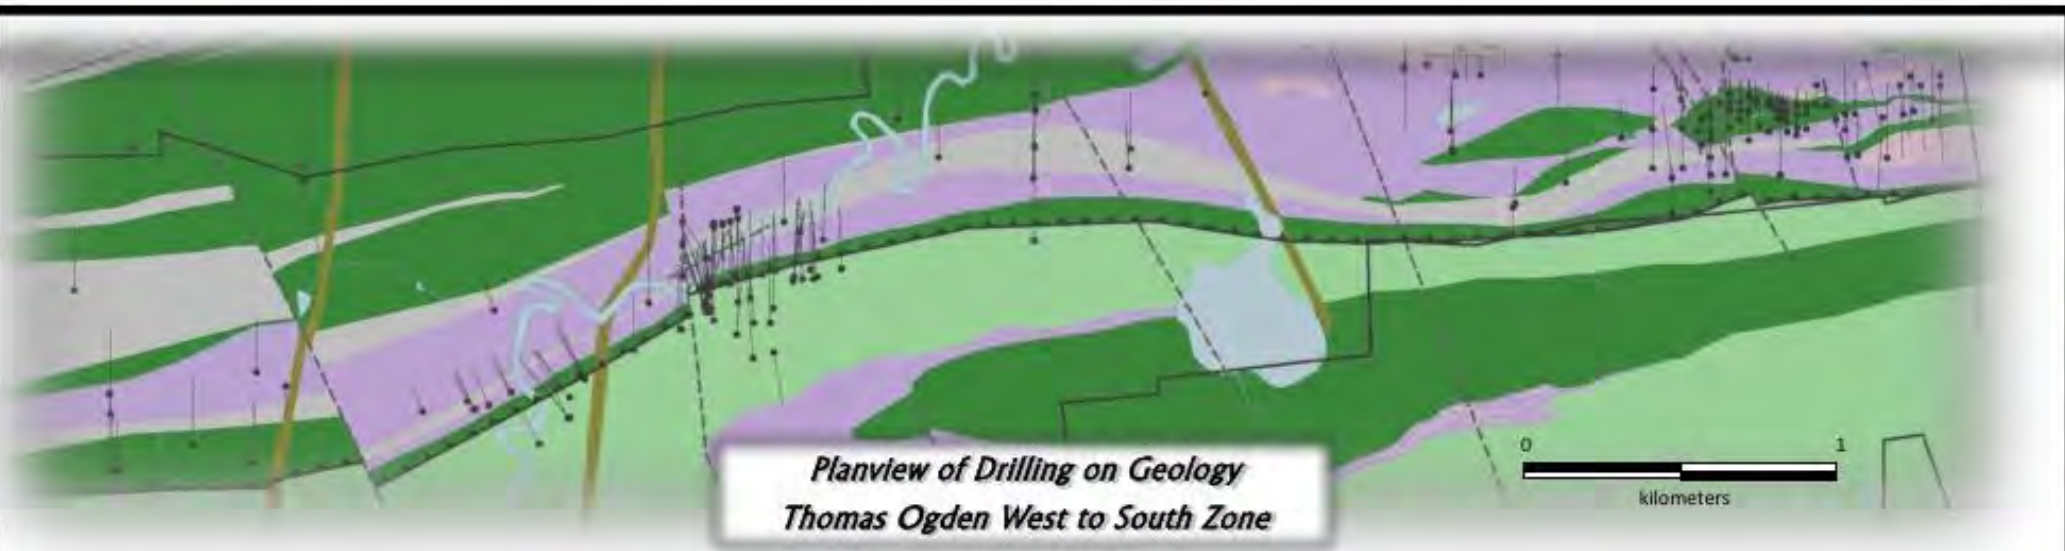 0 1
kilometers
Planview of Drilling on Geology
Thomas Ogden West to South Zone